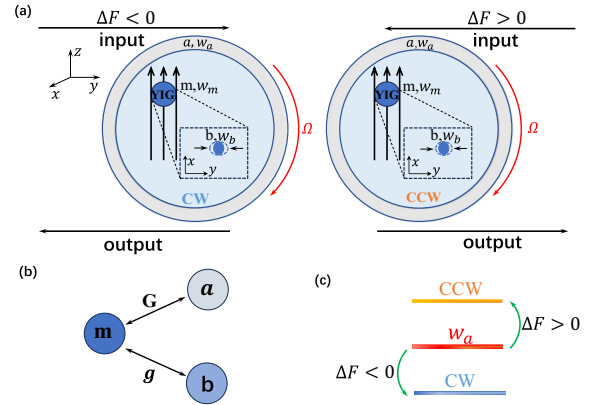 (a)
ΔF < 0
input
a, w_a
z
y
x
YIG
m, w_m
b, w_b
x
y
CW
Ω
output
ΔF > 0
input
a, w_a
YIG
m, w_m
b, w_b
x
y
CCW
Ω
output
(b)
m
G
a
g
b
(c)
CCW
w_a
ΔF > 0
ΔF < 0
CW